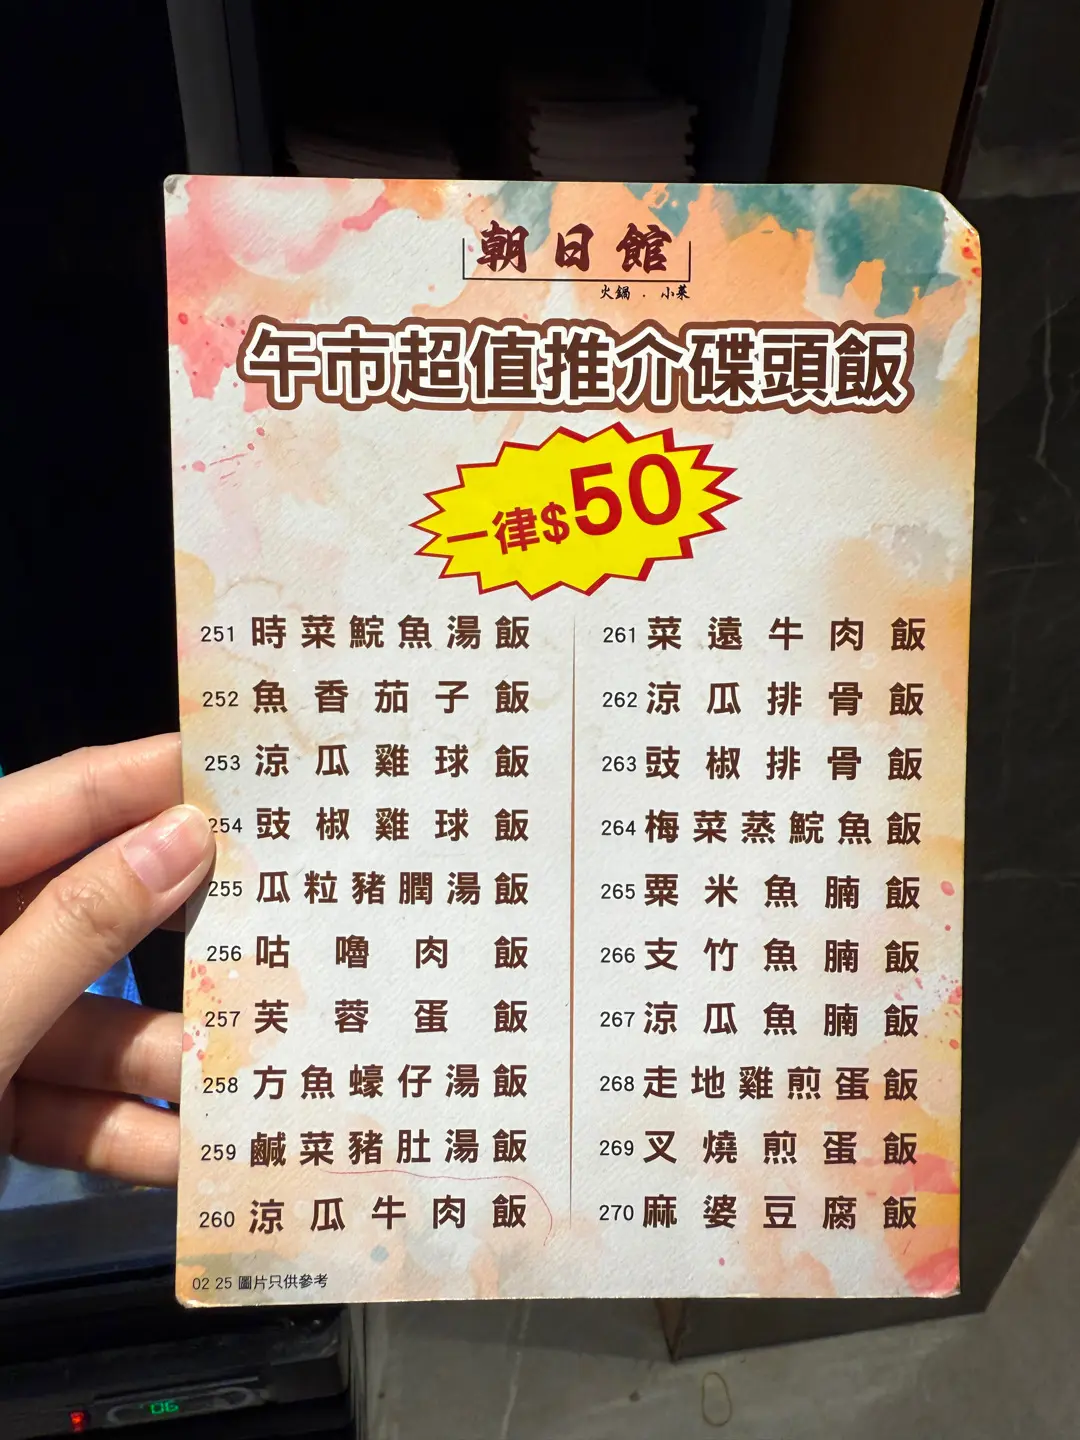 朝日館
火鍋．小菜
午市超值推介碟頭飯
一律$50
251 時菜鯇魚湯飯
252 魚香茄子飯
253 涼瓜雞球飯
254 豉椒雞球飯
255 瓜粒豬膶湯飯
256 咕嚕肉飯
257 芙蓉蛋飯
258 方魚蠔仔湯飯
259 鹹菜豬肚湯飯
260 涼瓜牛肉飯
261 菜遠牛肉飯
262 涼瓜排骨飯
263 豉椒排骨飯
264 梅菜蒸鯇魚飯
265 粟米魚腩飯
266 支竹魚腩飯
267 涼瓜魚腩飯
268 走地雞煎蛋飯
269 叉燒煎蛋飯
270 麻婆豆腐飯
02 25 圖片只供參考
06